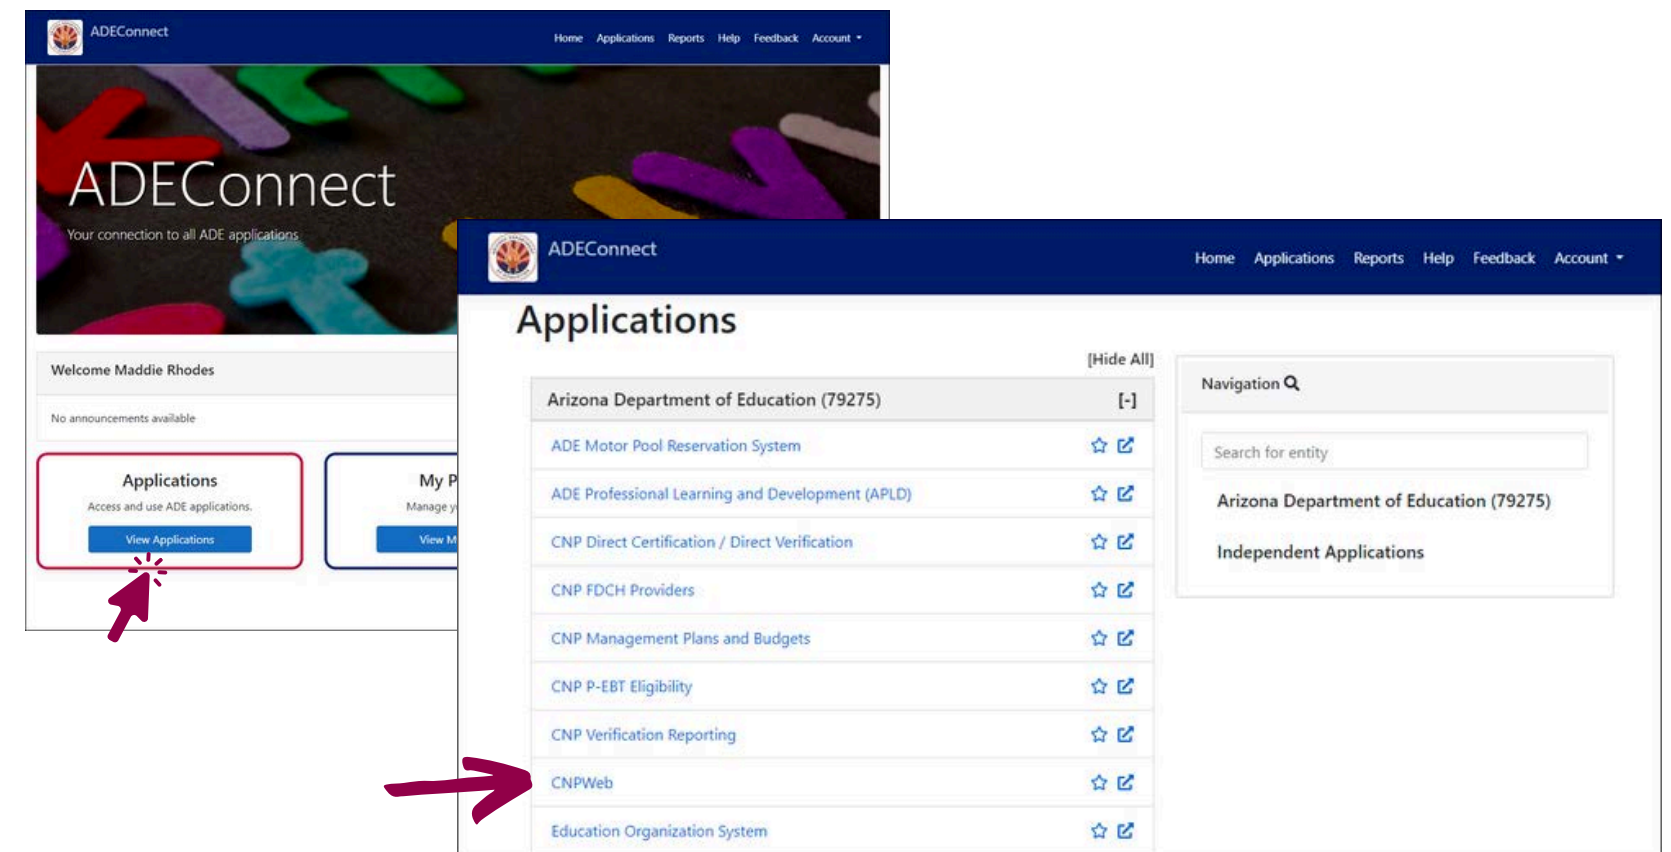 ADEConnect
Home Applications Reports Help Feedback Account
ADEConnect
Your connection to all ADE applications
Welcome Maddie Rhodes
No announcements available
Applications
Access and use ADE applications.
View Applications
My P
Manage y
View M
ADEConnect
Home Applications Reports Help Feedback Account
Applications
[Hide All]
Arizona Department of Education (79275) [-]
ADE Motor Pool Reservation System
ADE Professional Learning and Development (APLD)
CNP Direct Certification / Direct Verification
CNP FDCH Providers
CNP Management Plans and Budgets
CNP P-EBT Eligibility
CNP Verification Reporting
CNPWeb
Education Organization System
Navigation
Search for entity
Arizona Department of Education (79275)
Independent Applications